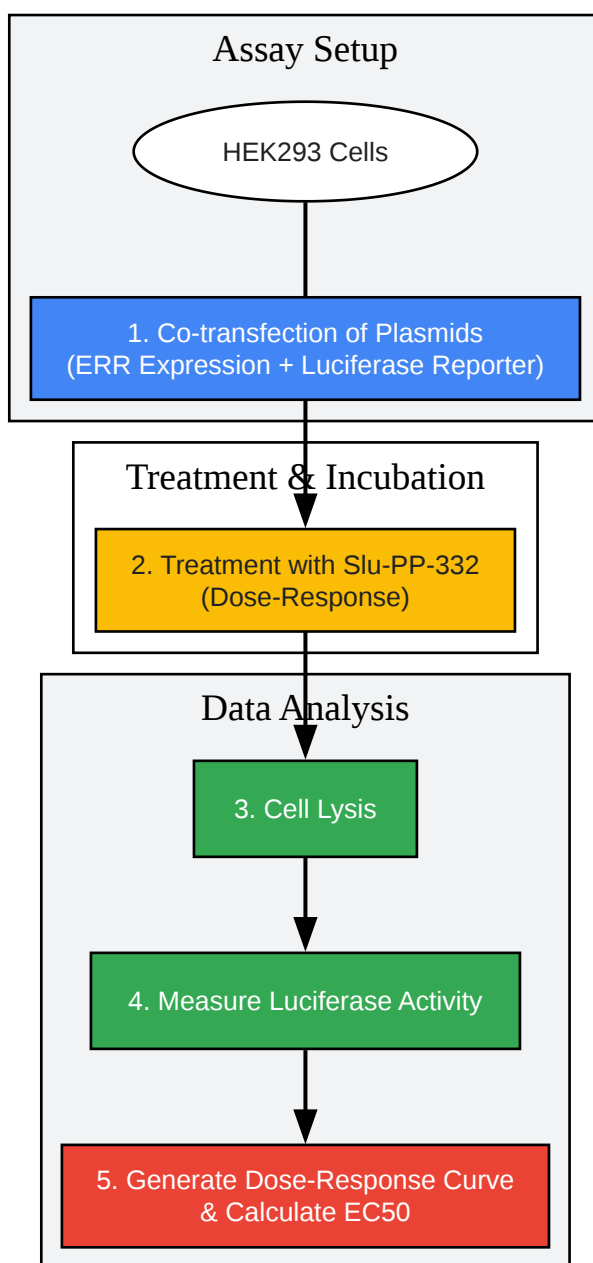 Assay Setup
HEK293 Cells
1. Co-transfection of Plasmids
(ERR Expression + Luciferase Reporter)
Treatment & Incubation
2. Treatment with Slu-PP-332
(Dose-Response)
Data Analysis
3. Cell Lysis
4. Measure Luciferase Activity
5. Generate Dose-Response Curve
& Calculate EC50